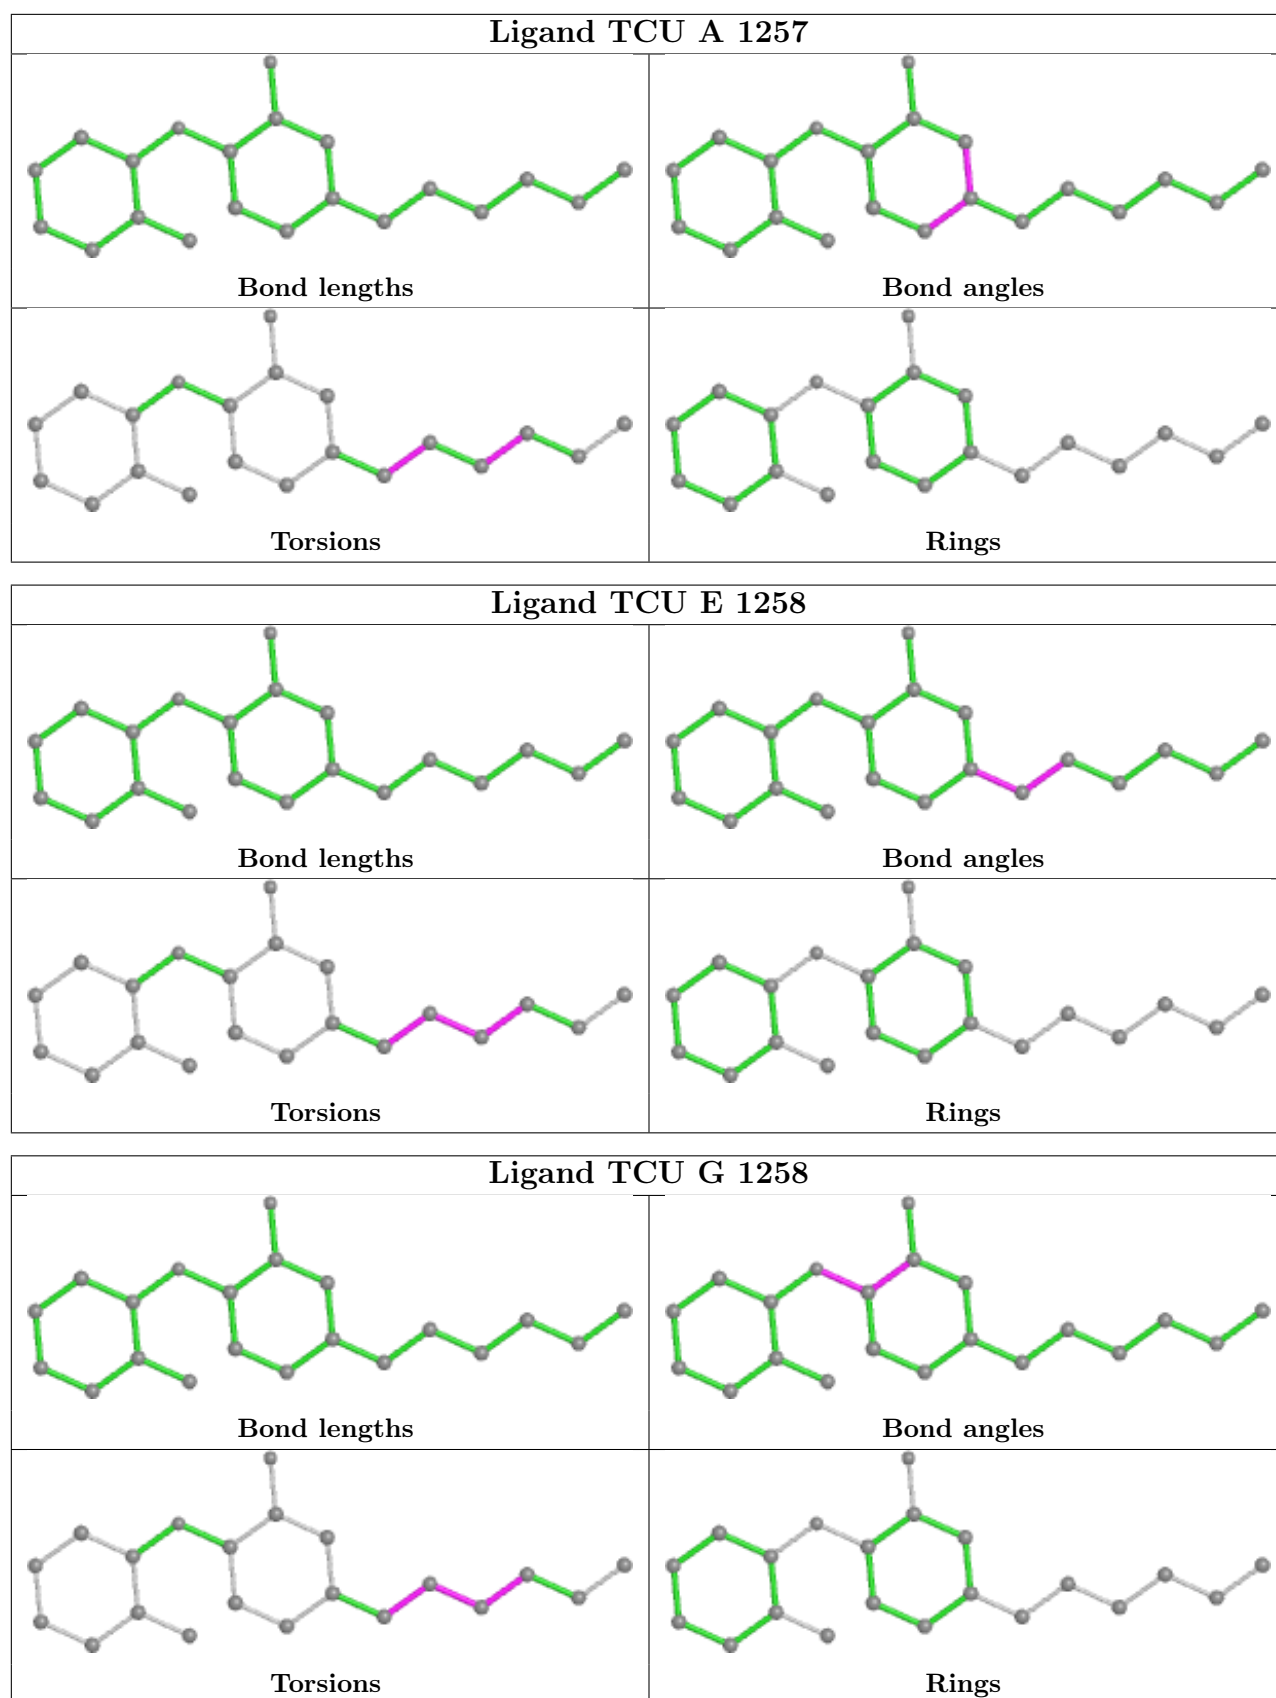 Ligand TCU A 1257
Bond lengths
Bond angles
Torsions
Rings
Ligand TCU E 1258
Bond lengths
Bond angles
Torsions
Rings
Ligand TCU G 1258
Bond lengths
Bond angles
Torsions
Rings